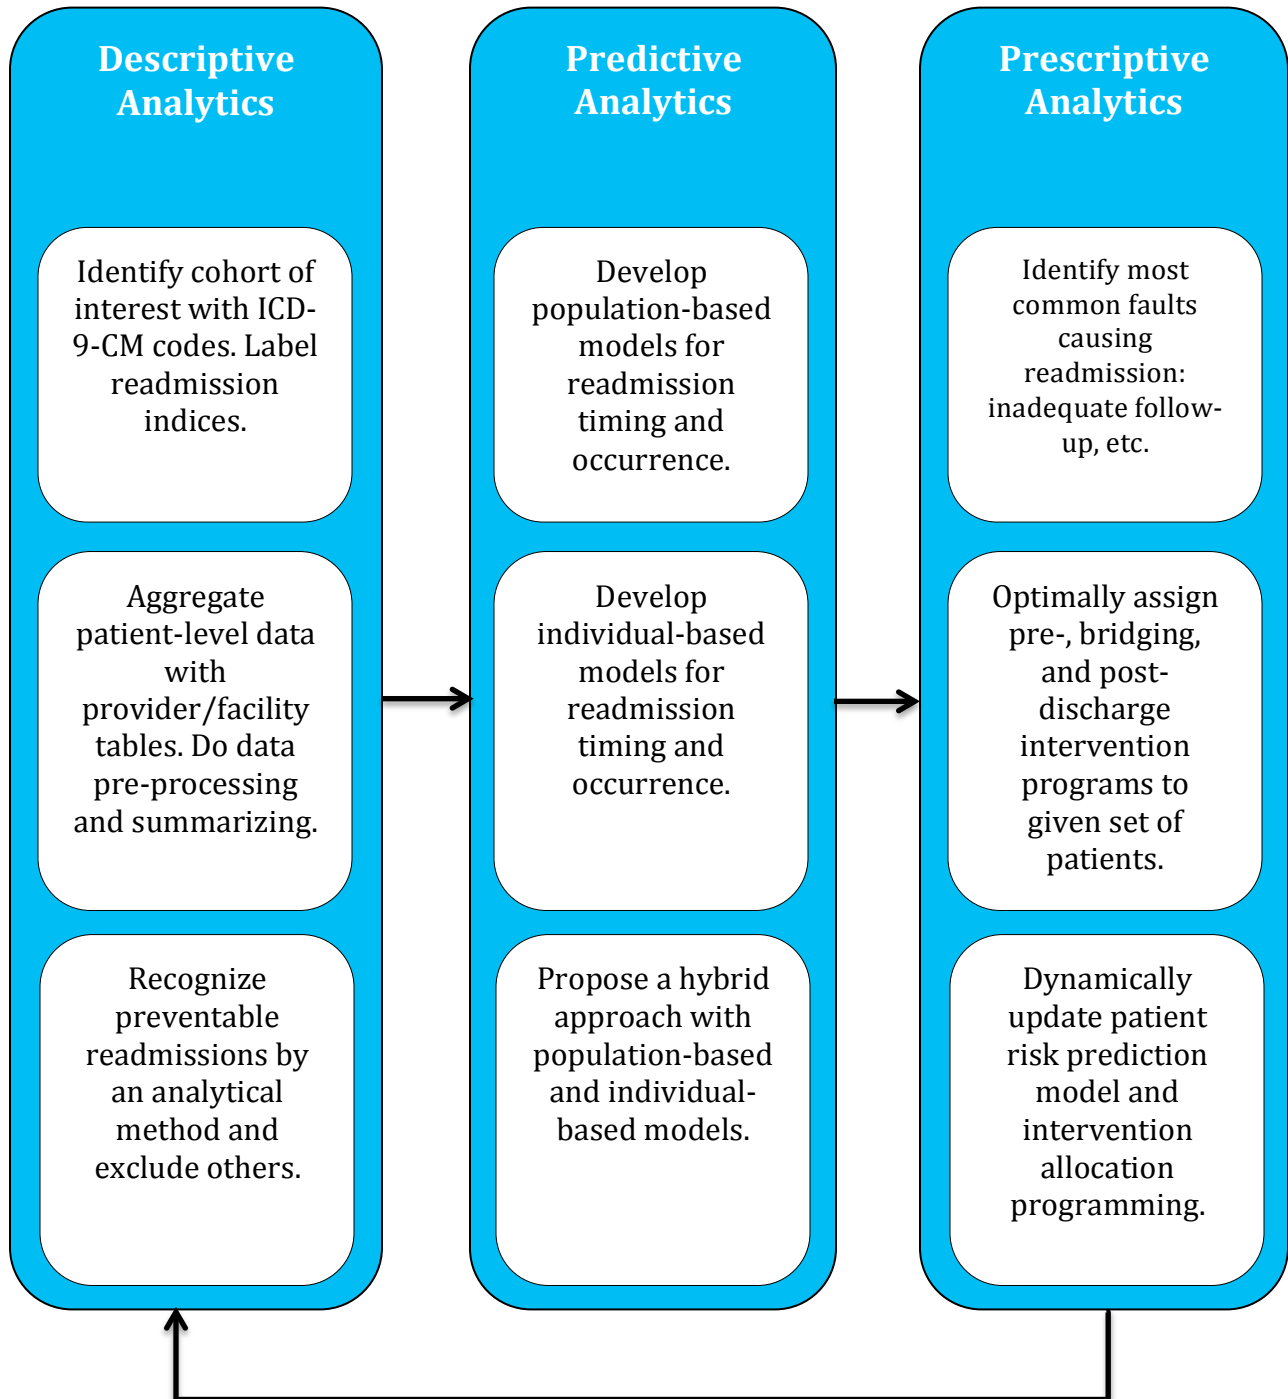 Descriptive
Analytics
Identify cohort of
interest with ICD-
9-CM codes. Label
readmission
indices.
Aggregate
patient-level data
with
provider/facility
tables. Do data
pre-processing
and summarizing.
Recognize
preventable
readmissions by
an analytical
method and
exclude others.
Predictive
Analytics
Develop
population-based
models for
readmission
timing and
occurrence.
Develop
individual-based
models for
readmission
timing and
occurrence.
Propose a hybrid
approach with
population-based
and individual-
based models.
Prescriptive
Analytics
Identify most
common faults
causing
readmission:
inadequate follow-
up, etc.
Optimally assign
pre-, bridging,
and post-
discharge
intervention
programs to
given set of
patients.
Dynamically
update patient
risk prediction
model and
intervention
allocation
programming.